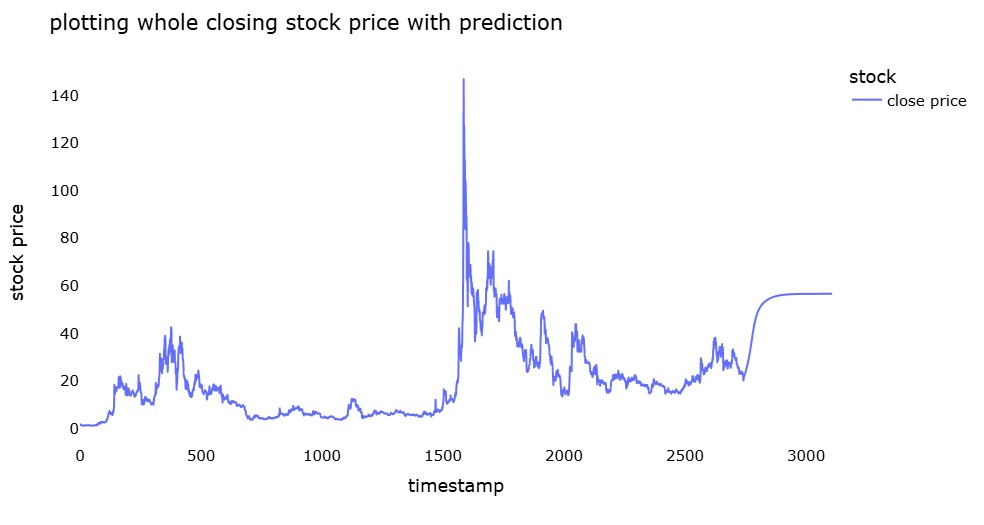 plotting whole closing stock price with prediction
stock
close price
140
120
100
80
60
40
20
0
stock price
0 500 1000 1500 2000 2500 3000
timestamp